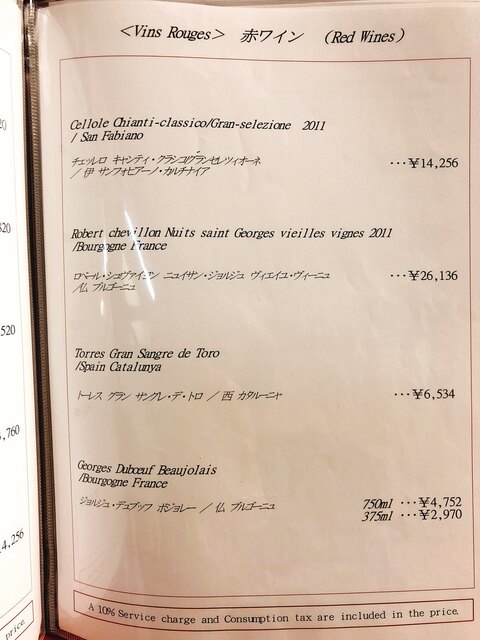 <Vins Rouges> 赤ワイン (Red Wines)
Cellole Chianti-classico/Gran-selezione 2011
/ San Fabiano
チェッレロ キャンティ・クラシコ/グランセレツィオーネ
/ 伊 サンファビアーノ・カルチナイア
…¥14,256
Robert chevillon Nuits saint Georges vieilles vignes 2011
/Bourgogne France
ロベール・シュヴァイヨン ニュイサン・ジョルジュ ヴィエイユ・ヴィーニュ
/仏 ブルゴーニュ
…¥26,136
Torres Gran Sangre de Toro
/Spain Catalunya
トーレス グラン サングレ・デ・トロ / 西 カタルーニャ
…¥6,534
Georges Dubœuf Beaujolais
/Bourgogne France
ジョルジュ・デュブッフ ボジョレー / 仏 ブルゴーニュ
750ml …¥4,752
375ml …¥2,970
A 10% Service charge and Consumption tax are included in the price.
520
,760
4,256
price.